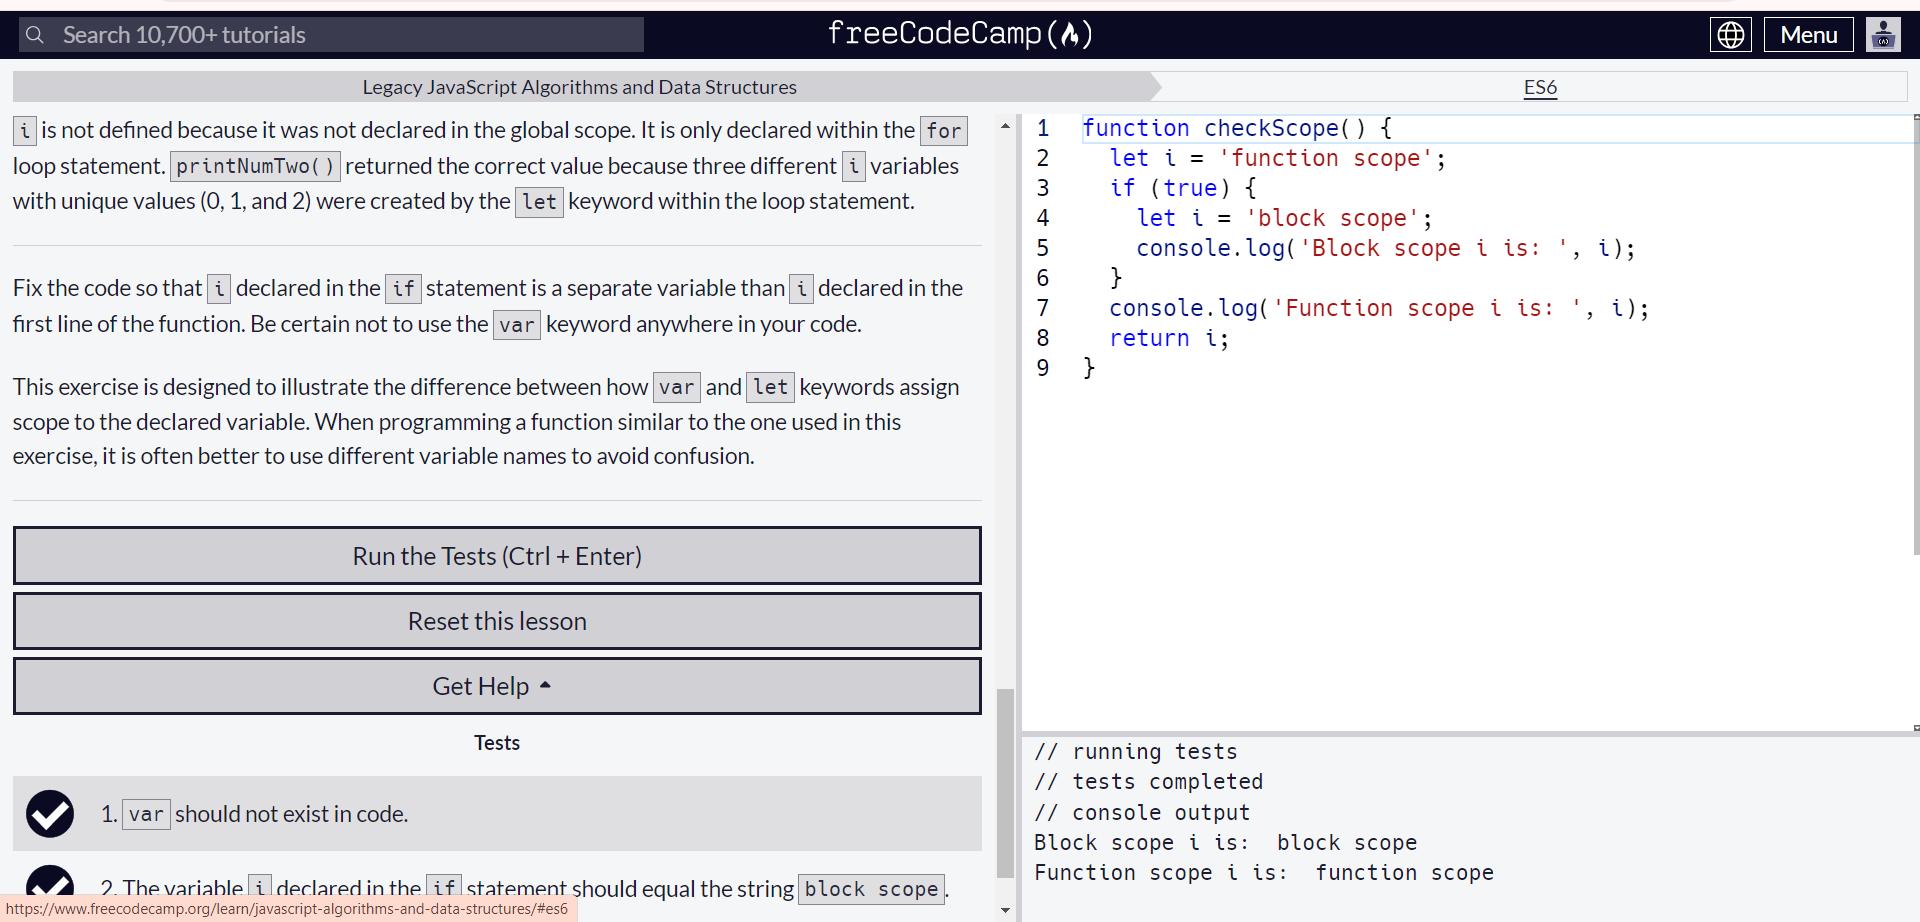 Search 10,700+ tutorials
freeCodeCamp(🔥)
Menu
Legacy JavaScript Algorithms and Data Structures
ES6
i is not defined because it was not declared in the global scope. It is only declared within the for
loop statement. printNumTwo() returned the correct value because three different i variables
with unique values (0, 1, and 2) were created by the let keyword within the loop statement.
Fix the code so that i declared in the if statement is a separate variable than i declared in the
first line of the function. Be certain not to use the var keyword anywhere in your code.
This exercise is designed to illustrate the difference between how var and let keywords assign
scope to the declared variable. When programming a function similar to the one used in this
exercise, it is often better to use different variable names to avoid confusion.
Run the Tests (Ctrl + Enter)
Reset this lesson
Get Help
Tests
1. var should not exist in code.
2. The variable i declared in the if statement should equal the string block scope.
https://www.freecodecamp.org/learn/javascript-algorithms-and-data-structures/#es6
1 function checkScope() {
2 let i = 'function scope';
3 if (true) {
4 let i = 'block scope';
5 console.log('Block scope i is: ', i);
6 }
7 console.log('Function scope i is: ', i);
8 return i;
9 }
// running tests
// tests completed
// console output
Block scope i is:  block scope
Function scope i is:  function scope